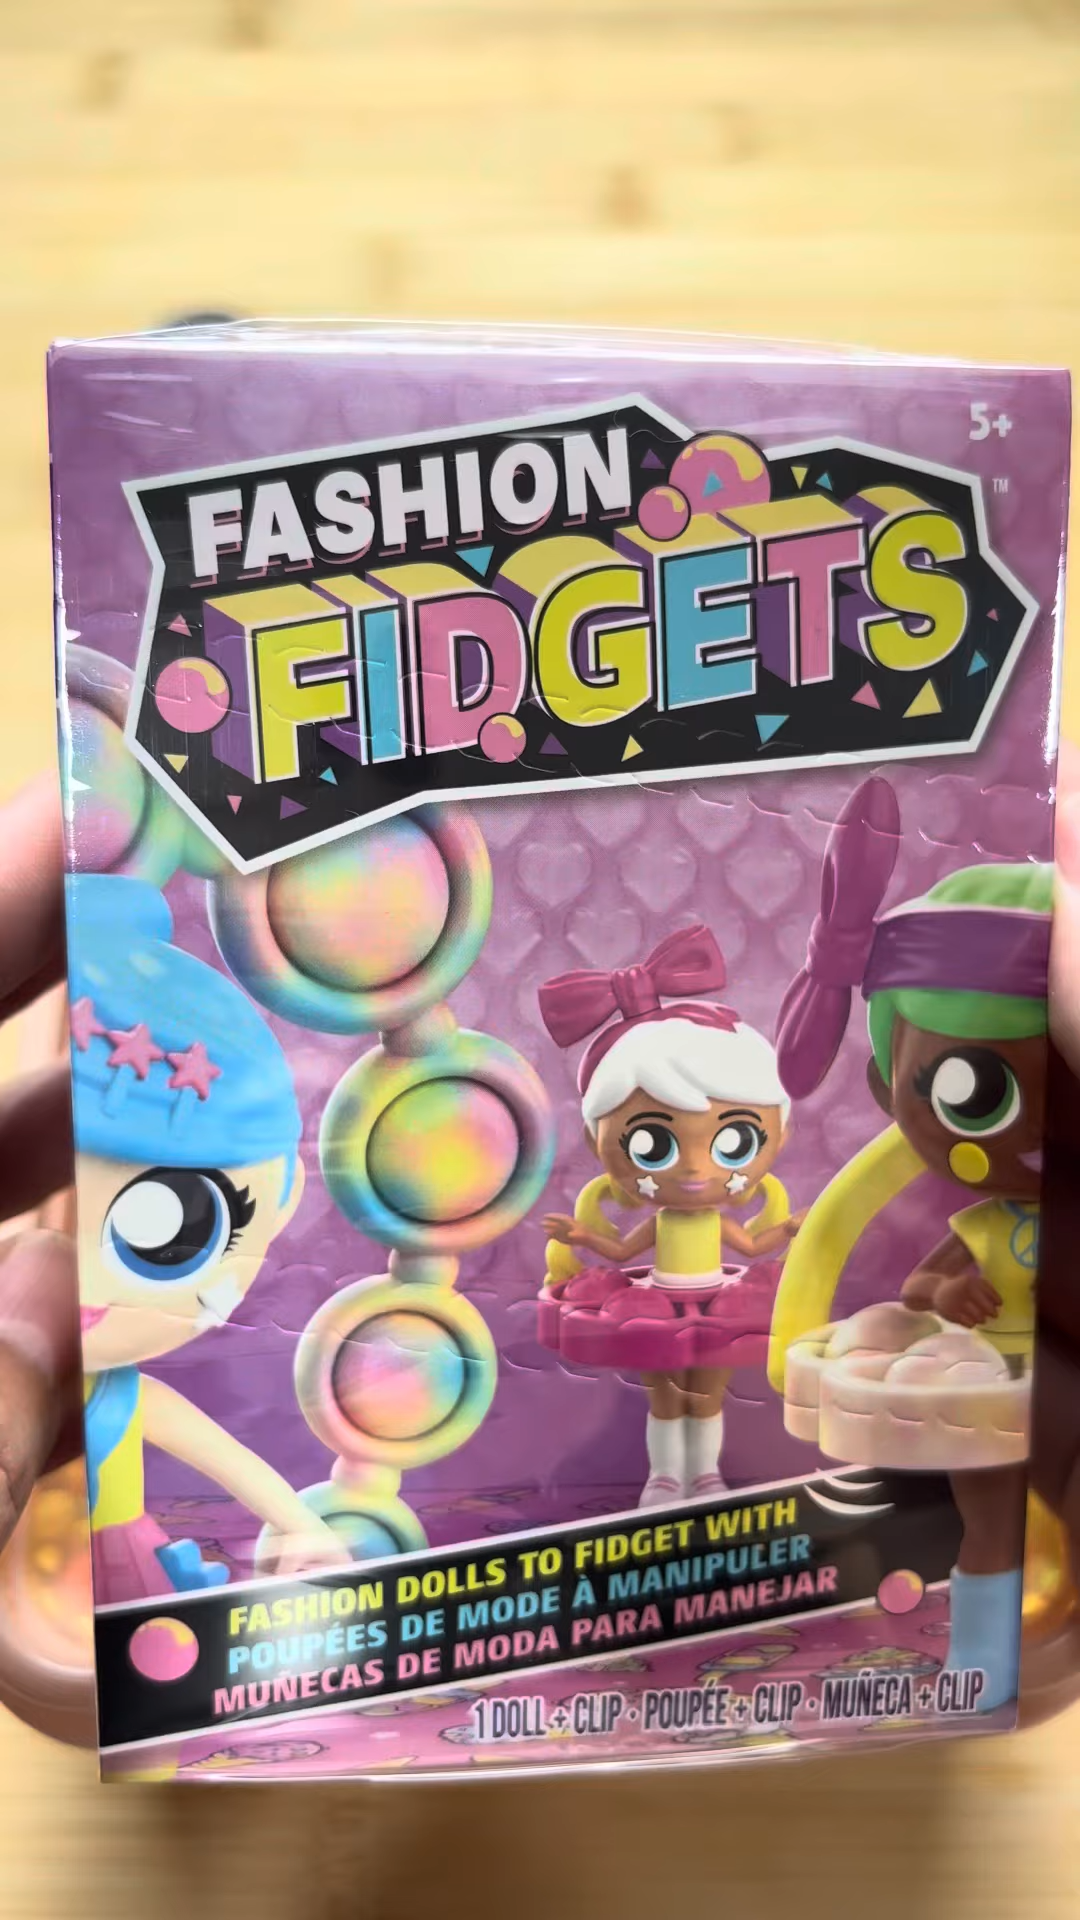 5+
FASHION
FIDGETS
TM
FASHION DOLLS TO FIDGET WITH
POUPÉES DE MODE À MANIPULER
MUÑECAS DE MODA PARA MANEJAR
1 DOLL + CLIP · POUPÉE + CLIP · MUÑECA + CLIP